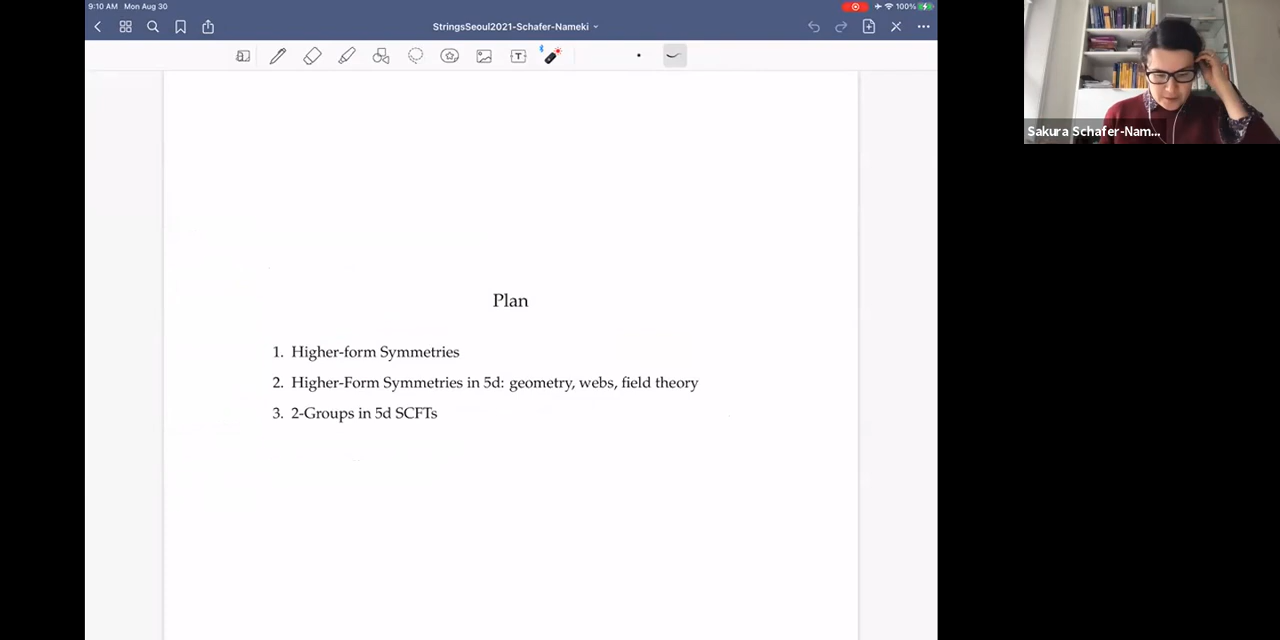 9:10 AM Mon Aug 30
100%
StringsSeoul2021-Schafer-Nameki
T
Sakura Schafer-Nam...
Plan
1. Higher-form Symmetries
2. Higher-Form Symmetries in 5d: geometry, webs, field theory
3. 2-Groups in 5d SCFTs